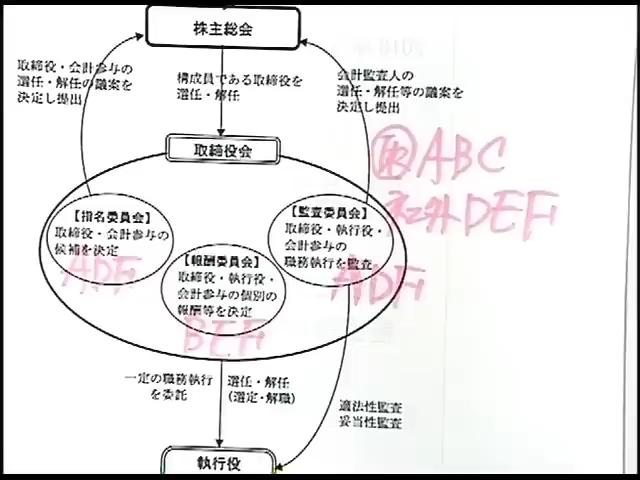 株主総会
取締役・会計参与の
選任・解任の議案を
決定し提出
構成員である取締役を
選任・解任
会計監査人の
選任・解任等の議案を
決定し提出
取締役会
取 ABC
社外DEF
【指名委員会】
取締役・会計参与の
候補を決定
ADF
【報酬委員会】
取締役・執行役・
会計参与の個別の
報酬等を決定
BEF
【監査委員会】
取締役・執行役・
会計参与の
職務執行を監査
ADF
一定の職務執行
を委託
選任・解任
(選定・解職)
適法性監査
妥当性監査
執行役